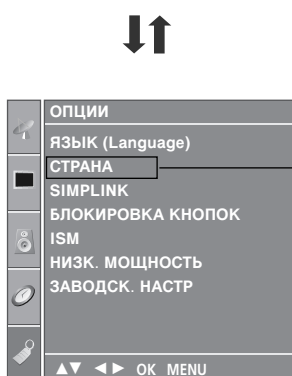 ОПЦИИ
ЯЗЫК (Language)
СТРАНА
SIMPLINK
БЛОКИРОВКА КНОПОК
ISM
НИЗК. МОЩНОСТЬ
ЗАВОДСК. НАСТР
▲▼ ◄► OK MENU